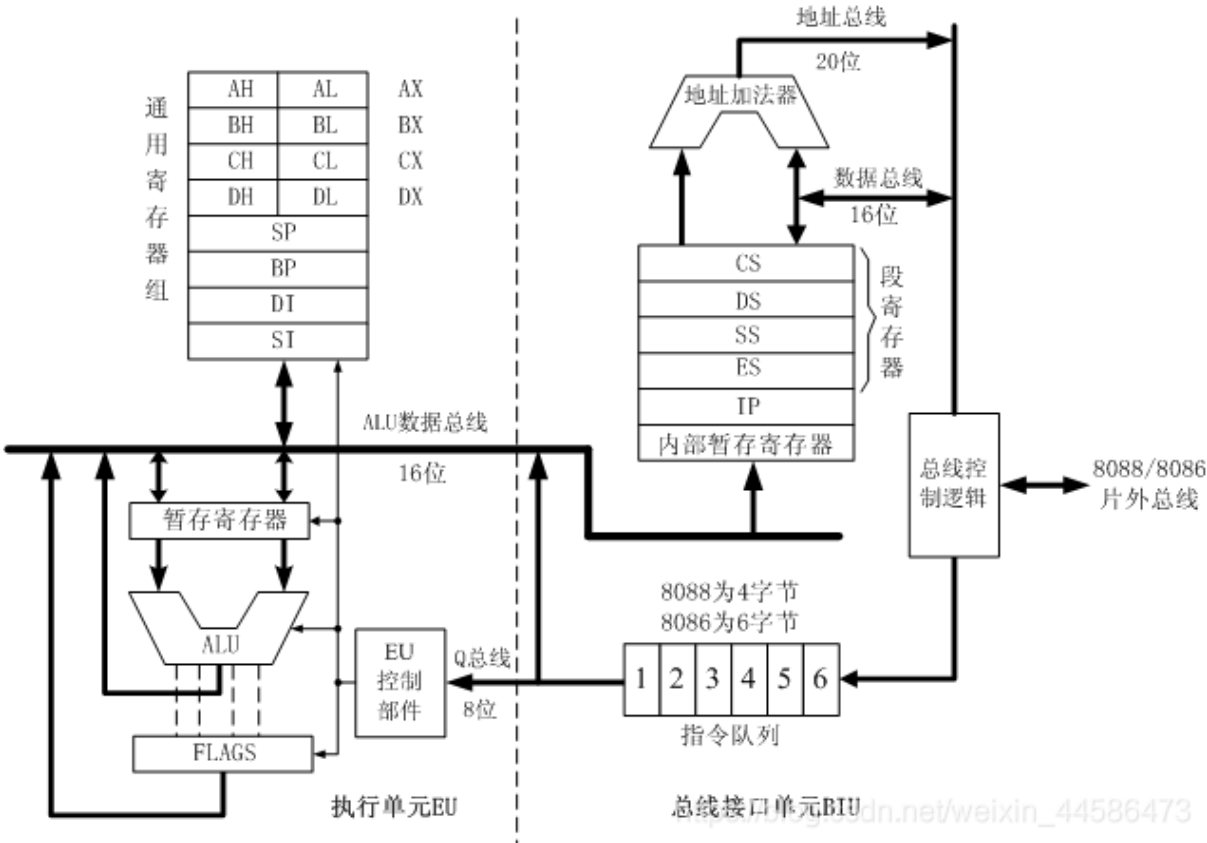 地址总线
20位
地址加法器
数据总线
16位
通用寄存器组
AH AL AX
BH BL BX
CH CL CX
DH DL DX
SP
BP
DI
SI
CS
DS
SS
ES
IP
内部暂存寄存器
段寄存器
ALU数据总线
16位
暂存寄存器
ALU
FLAGS
EU
控制
部件
Q总线
8位
8088为4字节
8086为6字节
1 2 3 4 5 6
指令队列
总线控
制逻辑
8088/8086
片外总线
执行单元EU
总线接口单元BIU
https://blog.csdn.net/weixin_44586473